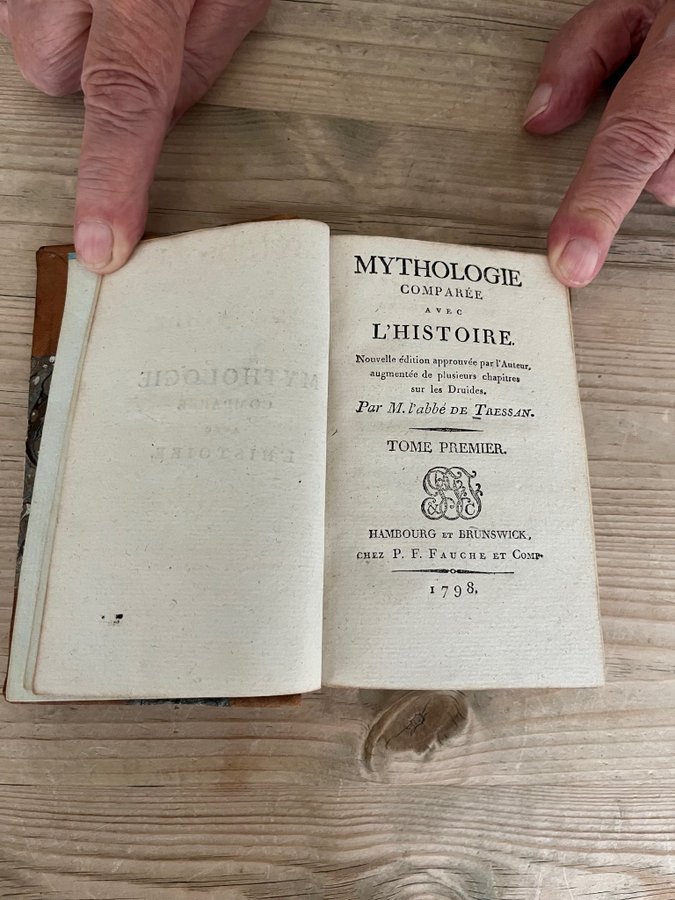 MYTHOLOGIE
COMPARÉE
AVEC
L'HISTOIRE.
Nouvelle édition approuvée par l'Auteur,
augmentée de plusieurs chapitres
sur les Druides.
Par M. l'abbé DE TRESSAN.
TOME PREMIER.
HAMBOURG ET BRUNSWICK,
CHEZ P. F. FAUCHE ET COMP.
1798.